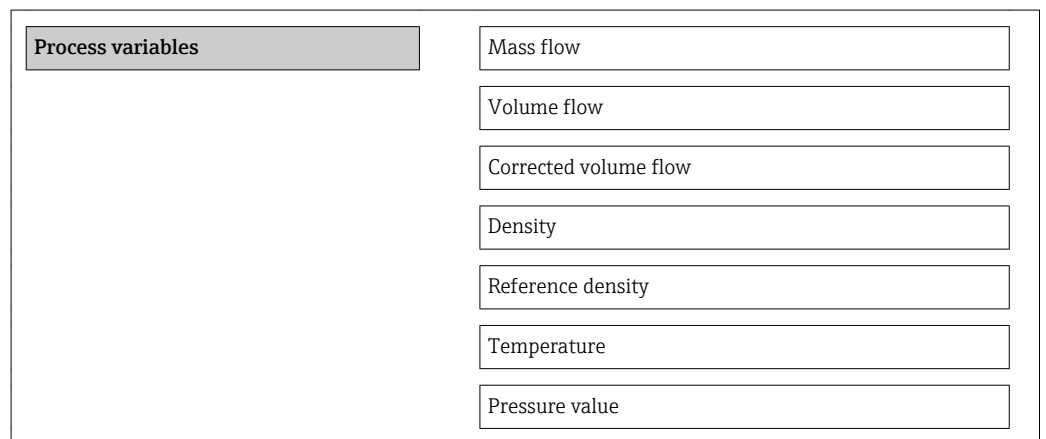 Process variables
Mass flow
Volume flow
Corrected volume flow
Density
Reference density
Temperature
Pressure value